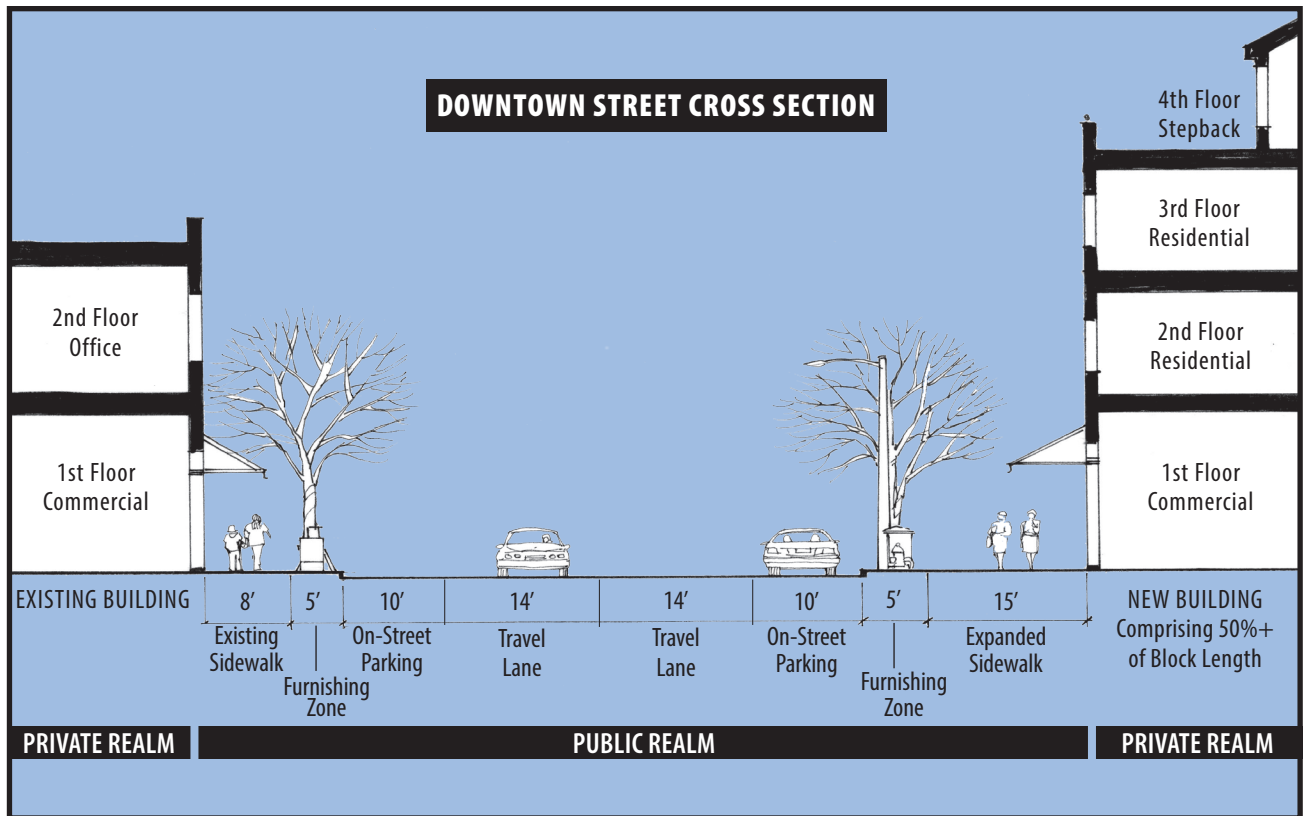 DOWNTOWN STREET CROSS SECTION
4th Floor
Stepback
3rd Floor
Residential
2nd Floor
Office
2nd Floor
Residential
1st Floor
Commercial
1st Floor
Commercial
EXISTING BUILDING
8’
5’
10’
14’
14’
10’
5’
15’
Existing
Sidewalk
Furnishing
Zone
On-Street
Parking
Travel
Lane
Travel
Lane
On-Street
Parking
Furnishing
Zone
Expanded
Sidewalk
NEW BUILDING
Comprising 50%+
of Block Length
PRIVATE REALM
PUBLIC REALM
PRIVATE REALM